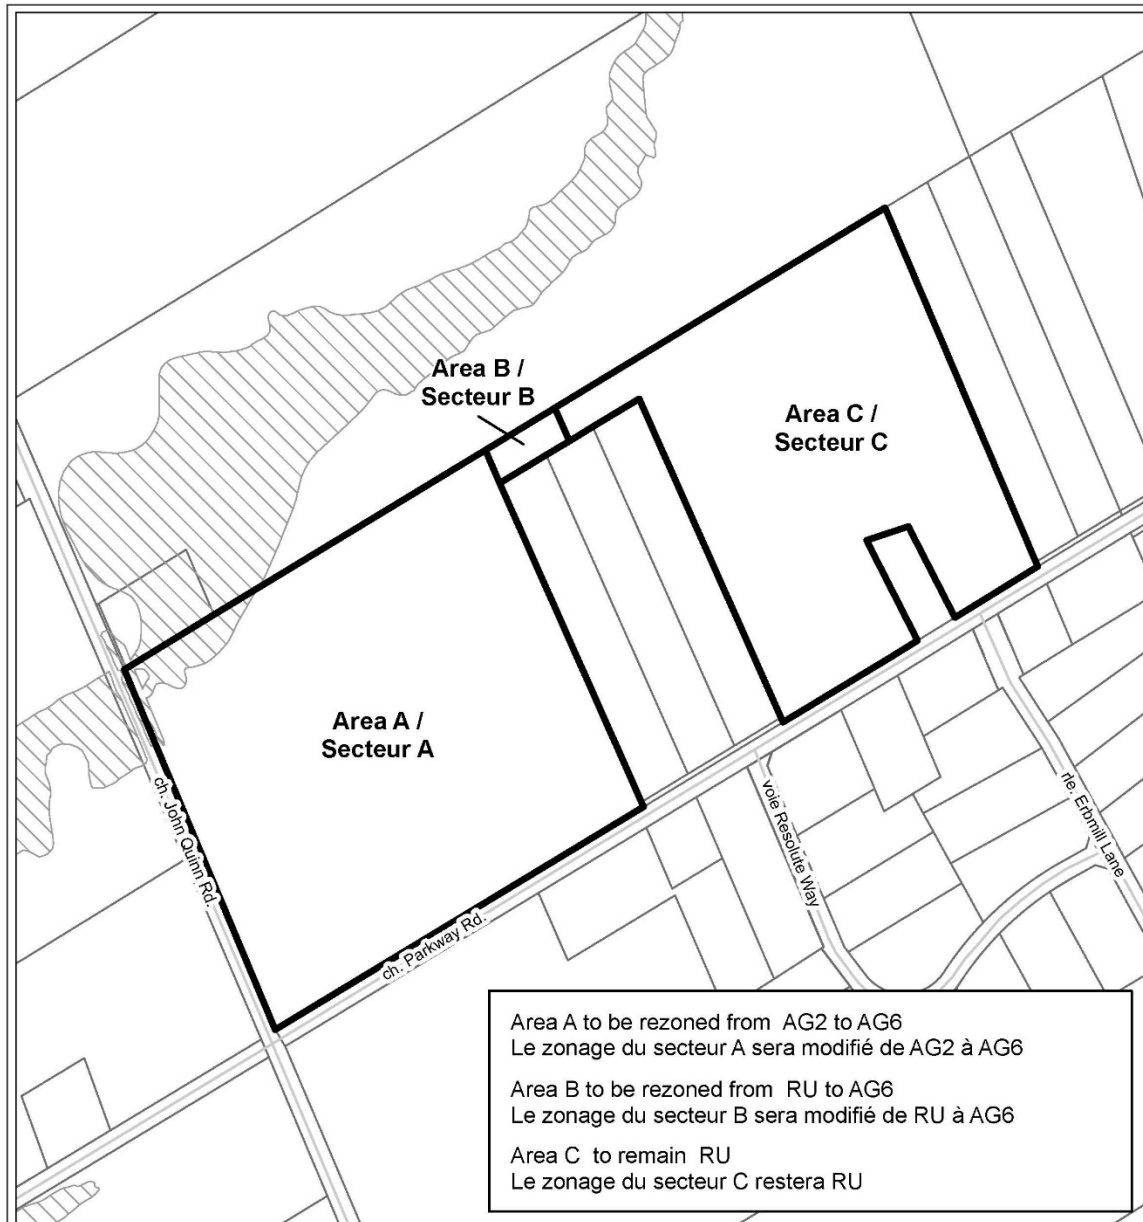 Area B /
Secteur B
Area C /
Secteur C
Area A /
Secteur A
ch. John Quinn Rd.
ch. Parkway Rd.
voie Resolute Way
rle. Erbmill Lane
Area A to be rezoned from AG2 to AG6
Le zonage du secteur A sera modifié de AG2 à AG6
Area B to be rezoned from RU to AG6
Le zonage du secteur B sera modifié de RU à AG6
Area C to remain RU
Le zonage du secteur C restera RU